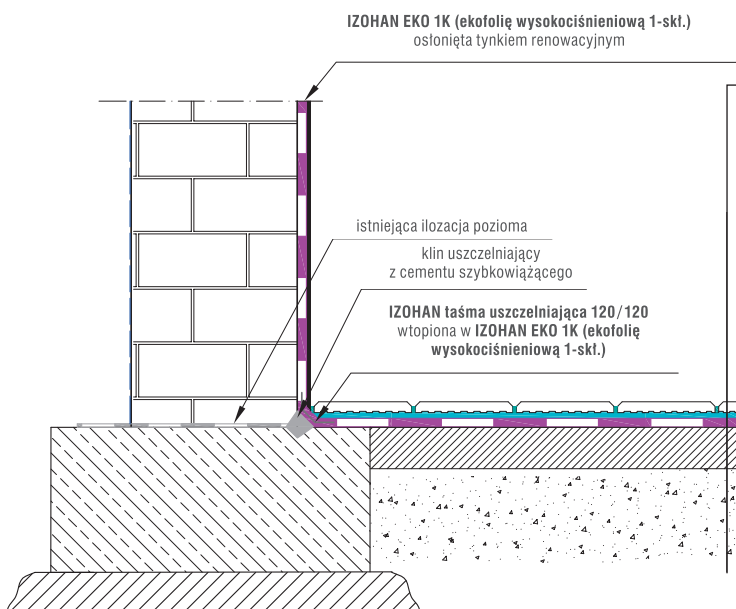 IZOHAN EKO 1K (ekofolię wysokociśnieniową 1-skł.)
osłonięta tynkiem renowacyjnym
istniejąca ilozacja pozioma
klin uszczelniający
z cementu szybkowiążącego
IZOHAN taśma uszczelniająca 120/120
wtopiona w IZOHAN EKO 1K (ekofolię
wysokociśnieniową 1-skł.)